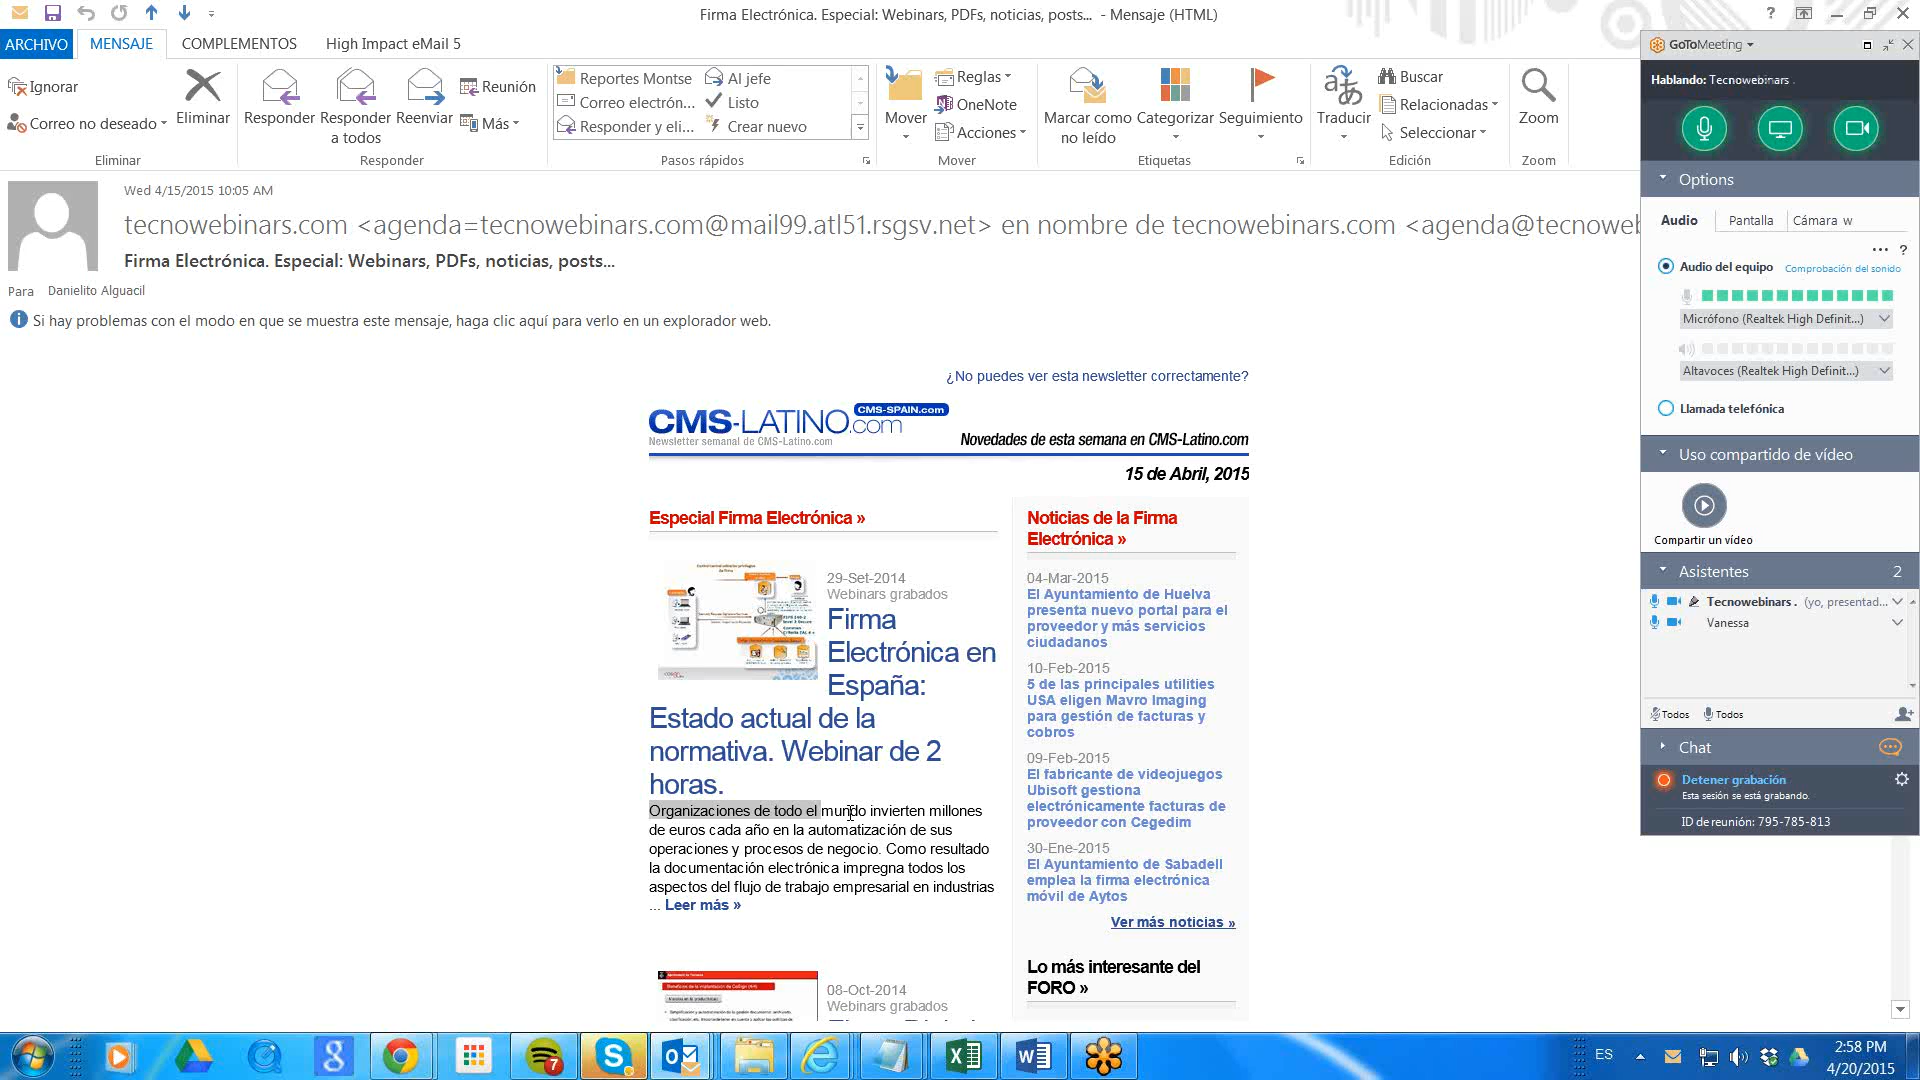 Firma Electrónica. Especial: Webinars, PDFs, noticias, posts... - Mensaje (HTML)
ARCHIVO MENSAJE COMPLEMENTOS High Impact eMail 5
Ignorar
Correo no deseado
Eliminar
Eliminar
Responder
Responder a todos
Reenviar
Reunión
Más
Responder
Reportes Montse
Al jefe
Correo electrón...
Listo
Responder y eli...
Crear nuevo
Pasos rápidos
Mover
Reglas
OneNote
Acciones
Mover
Marcar como no leído
Categorizar
Seguimiento
Etiquetas
Traducir
Buscar
Relacionadas
Seleccionar
Edición
Zoom
Zoom
Wed 4/15/2015 10:05 AM
tecnowebinars.com <agenda=tecnowebinars.com@mail99.atl51.rsgsv.net> en nombre de tecnowebinars.com <agenda@tecnowe
Firma Electrónica. Especial: Webinars, PDFs, noticias, posts...
Para Danielito Alguacil
Si hay problemas con el modo en que se muestra este mensaje, haga clic aquí para verlo en un explorador web.
¿No puedes ver esta newsletter correctamente?
CMS-LATINO.com
CMS-SPAIN.com
Newsletter semanal de CMS-Latino.com
Novedades de esta semana en CMS-Latino.com
15 de Abril, 2015
Especial Firma Electrónica »
29-Set-2014
Webinars grabados
Firma
Electrónica en
España:
Estado actual de la
normativa. Webinar de 2
horas.
Organizaciones de todo el mundo invierten millones
de euros cada año en la automatización de sus
operaciones y procesos de negocio. Como resultado
la documentación electrónica impregna todos los
aspectos del flujo de trabajo empresarial en industrias
... Leer más »
08-Oct-2014
Webinars grabados
Noticias de la Firma
Electrónica »
04-Mar-2015
El Ayuntamiento de Huelva
presenta nuevo portal para el
proveedor y más servicios
ciudadanos
10-Feb-2015
5 de las principales utilities
USA eligen Mavro Imaging
para gestión de facturas y
cobros
09-Feb-2015
El fabricante de videojuegos
Ubisoft gestiona
electrónicamente facturas de
proveedor con Cegedim
30-Ene-2015
El Ayuntamiento de Sabadell
emplea la firma electrónica
móvil de Aytos
Ver más noticias »
Lo más interesante del
FORO »
GoToMeeting
Hablando: Tecnowebinars .
Options
Audio Pantalla Cámara w
... ?
Audio del equipo Comprobación del sonido
Micrófono (Realtek High Definit...)
Altavoces (Realtek High Definit...)
Llamada telefónica
Uso compartido de vídeo
Compartir un vídeo
Asistentes 2
Tecnowebinars . (yo, presentad...
Vanessa
Todos Todos
Chat
Detener grabación
Esta sesión se está grabando.
ID de reunión: 795-785-813
ES
2:58 PM
4/20/2015